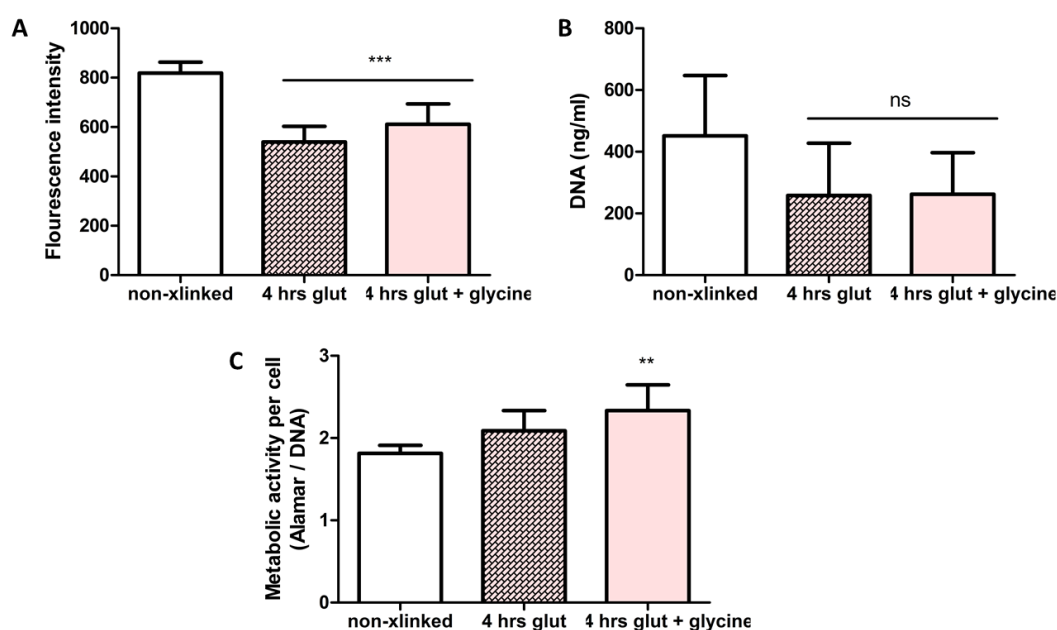 A
Flourescence intensity
1000
800
600
400
200
0
***
non-xlinked
4 hrs glut
4 hrs glut + glycine
B
DNA (ng/ml)
800
600
400
200
0
ns
non-xlinked
4 hrs glut
4 hrs glut + glycine
C
Metabolic activity per cell
(Alamar / DNA)
3
2
1
0
**
non-xlinked
4 hrs glut
4 hrs glut + glycine